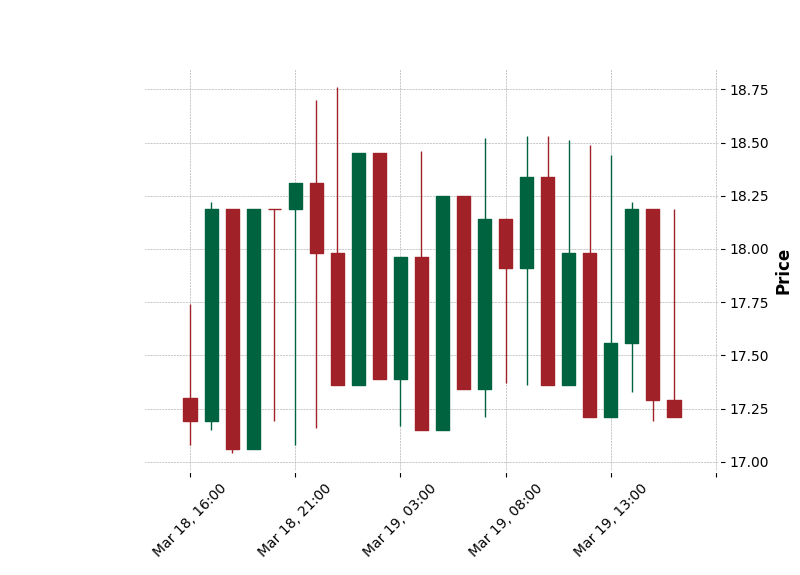 18.75
18.50
18.25
18.00
17.75
17.50
17.25
17.00
Price
Mar 18, 16:00
Mar 18, 21:00
Mar 19, 03:00
Mar 19, 08:00
Mar 19, 13:00